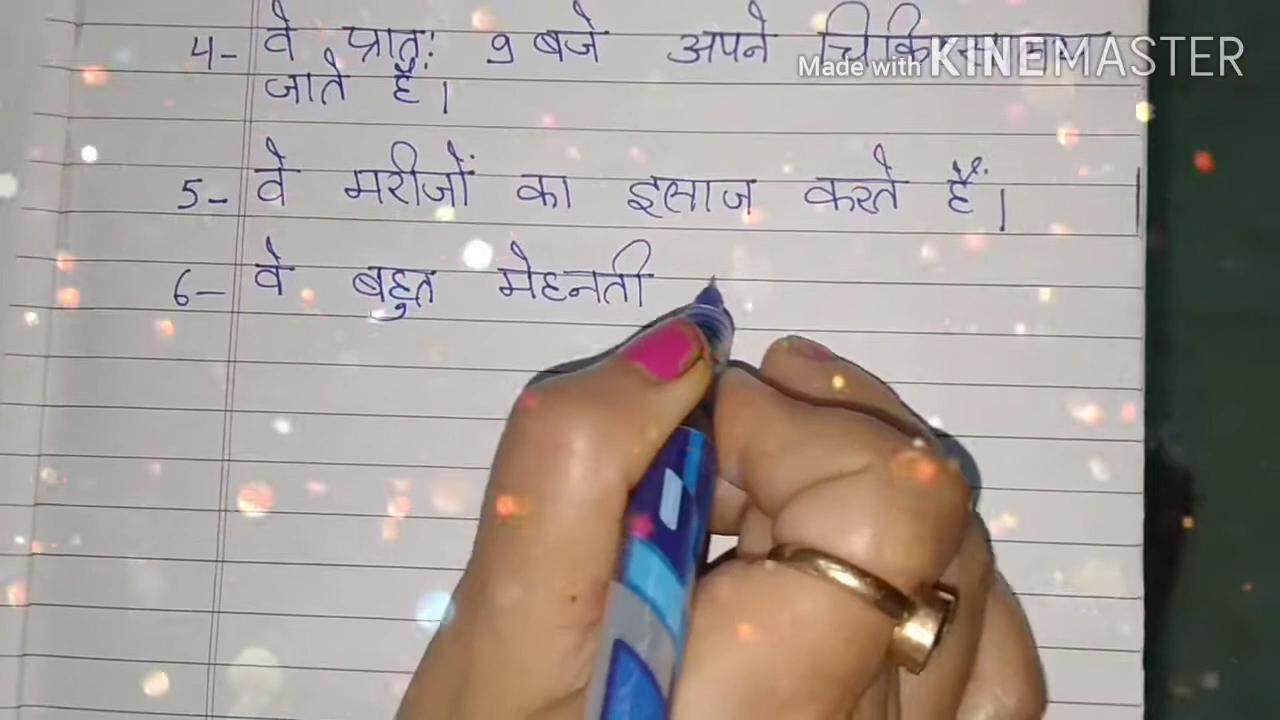 4- वे प्रातः 9 बजे अपने
Made with KINEMASTER
जाते हैं।
5- वे मरीजों का इलाज करते हैं।
6- वे बहुत मेहनती